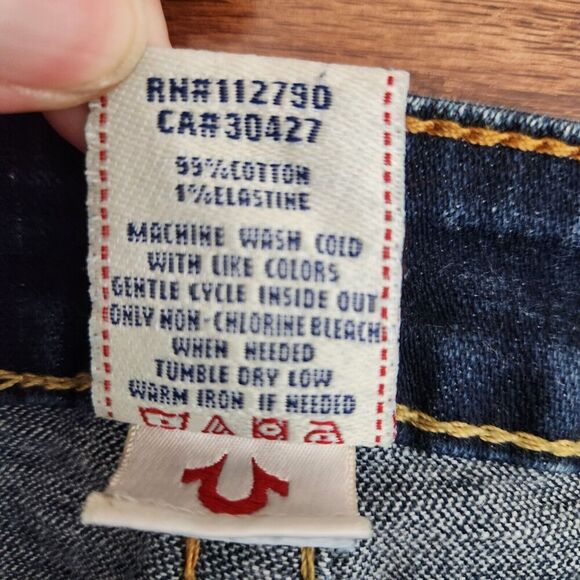 RN#112790
CA#30427
99%COTTON
1%ELASTINE
MACHINE WASH COLD
WITH LIKE COLORS
GENTLE CYCLE INSIDE OUT
ONLY NON-CHLORINE BLEACH
WHEN NEEDED
TUMBLE DRY LOW
WARM IRON IF NEEDED